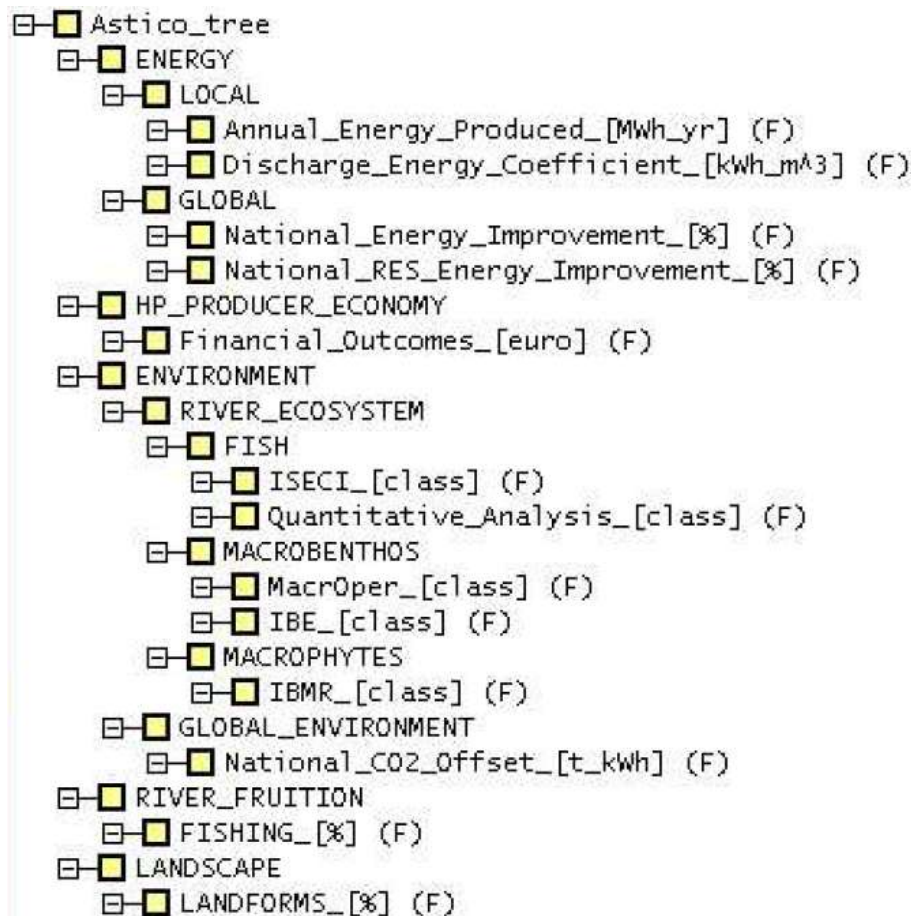 Astico_tree
ENERGY
LOCAL
Annual_Energy_Produced_[MWh_yr] (F)
Discharge_Energy_Coefficient_[kWh_m^3] (F)
GLOBAL
National_Energy_Improvement_[%] (F)
National_RES_Energy_Improvement_[%] (F)
HP_PRODUCER_ECONOMY
Financial_Outcomes_[euro] (F)
ENVIRONMENT
RIVER_ECOSYSTEM
FISH
ISECI_[class] (F)
Quantitative_Analysis_[class] (F)
MACROBENTHOS
MacrOper_[class] (F)
IBE_[class] (F)
MACROPHYTES
IBMR_[class] (F)
GLOBAL_ENVIRONMENT
National_CO2_Offset_[t_kWh] (F)
RIVER_FRUITION
FISHING_[%] (F)
LANDSCAPE
LANDFORMS_[%] (F)